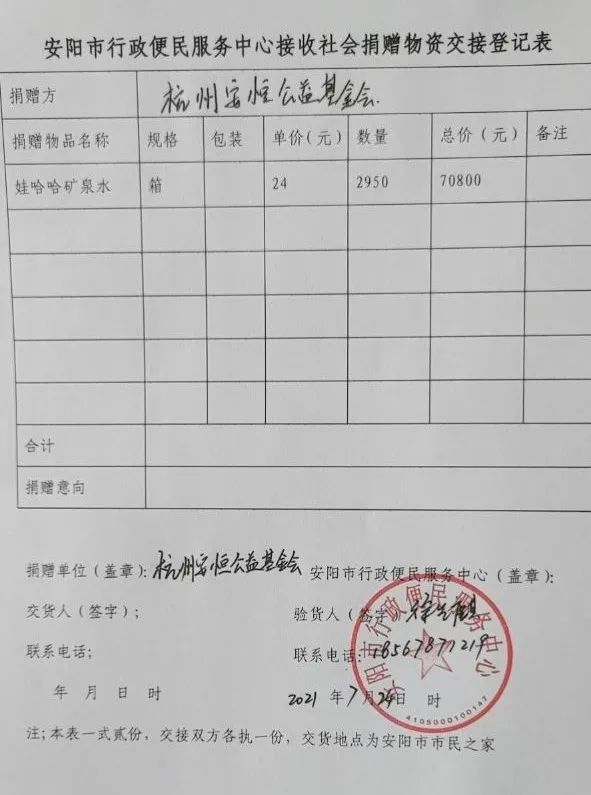 安阳市行政便民服务中心接收社会捐赠物资交接登记表
捐赠方 杭州安恒公益基金会
捐赠物品名称 规格 包装 单价(元) 数量 总价(元) 备注
娃哈哈矿泉水 箱 24 2950 70800
合计
捐赠意向
捐赠单位(盖章): 杭州安恒公益基金会 安阳市行政便民服务中心(盖章):
交货人(签字); 验货人(签字)
联系电话; 联系电话: 18567877219
年 月 日 时 2021 年 7 月 24 日 时
安阳市行政便民服务中心
4105000100147
注;本表一式贰份,交接双方各执一份,交货地点为安阳市市民之家